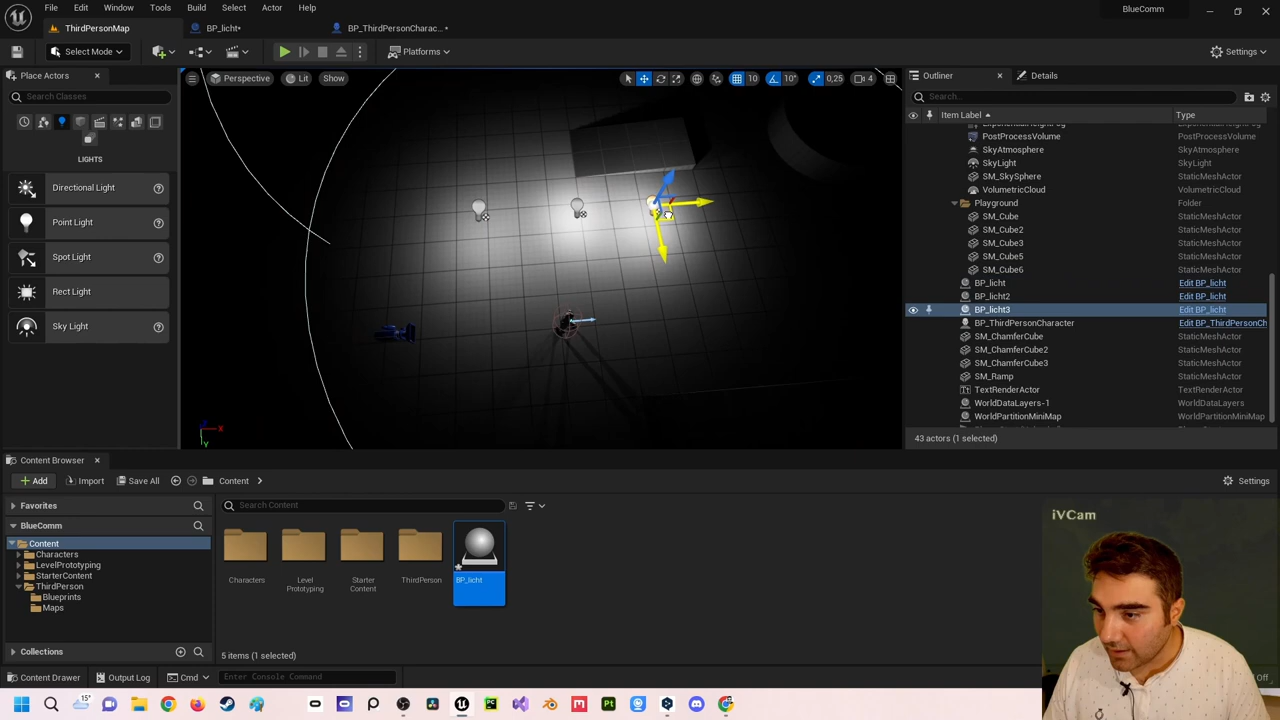 File Edit Window Tools Build Select Actor Help
BlueComm
ThirdPersonMap
BP_licht•
BP_ThirdPersonCharac... •
Select Mode
Platforms
Settings
Place Actors
Search Classes
LIGHTS
Directional Light
Point Light
Spot Light
Rect Light
Sky Light
Perspective
Lit
Show
10
10°
0,25
4
X
Y
Outliner
Details
Search...
Item Label
Type
PostProcessVolume PostProcessVolume
SkyAtmosphere SkyAtmosphere
SkyLight SkyLight
SM_SkySphere StaticMeshActor
VolumetricCloud VolumetricCloud
Playground Folder
SM_Cube StaticMeshActor
SM_Cube2 StaticMeshActor
SM_Cube3 StaticMeshActor
SM_Cube5 StaticMeshActor
SM_Cube6 StaticMeshActor
BP_licht Edit BP_licht
BP_licht2 Edit BP_licht
BP_licht3 Edit BP_licht
BP_ThirdPersonCharacter Edit BP_ThirdPersonCh
SM_ChamferCube StaticMeshActor
SM_ChamferCube2 StaticMeshActor
SM_ChamferCube3 StaticMeshActor
SM_Ramp StaticMeshActor
TextRenderActor TextRenderActor
WorldDataLayers-1 WorldDataLayers
WorldPartitionMiniMap WorldPartitionMiniMap
43 actors (1 selected)
Content Browser
Add
Import
Save All
Content
Settings
Favorites
BlueComm
Content
Characters
LevelPrototyping
StarterContent
ThirdPerson
Blueprints
Maps
Collections
Search Content
Characters
Level
Prototyping
Starter
Content
ThirdPerson
BP_licht
5 items (1 selected)
iVCam
Content Drawer
Output Log
Cmd
Enter Console Command
Off
15°